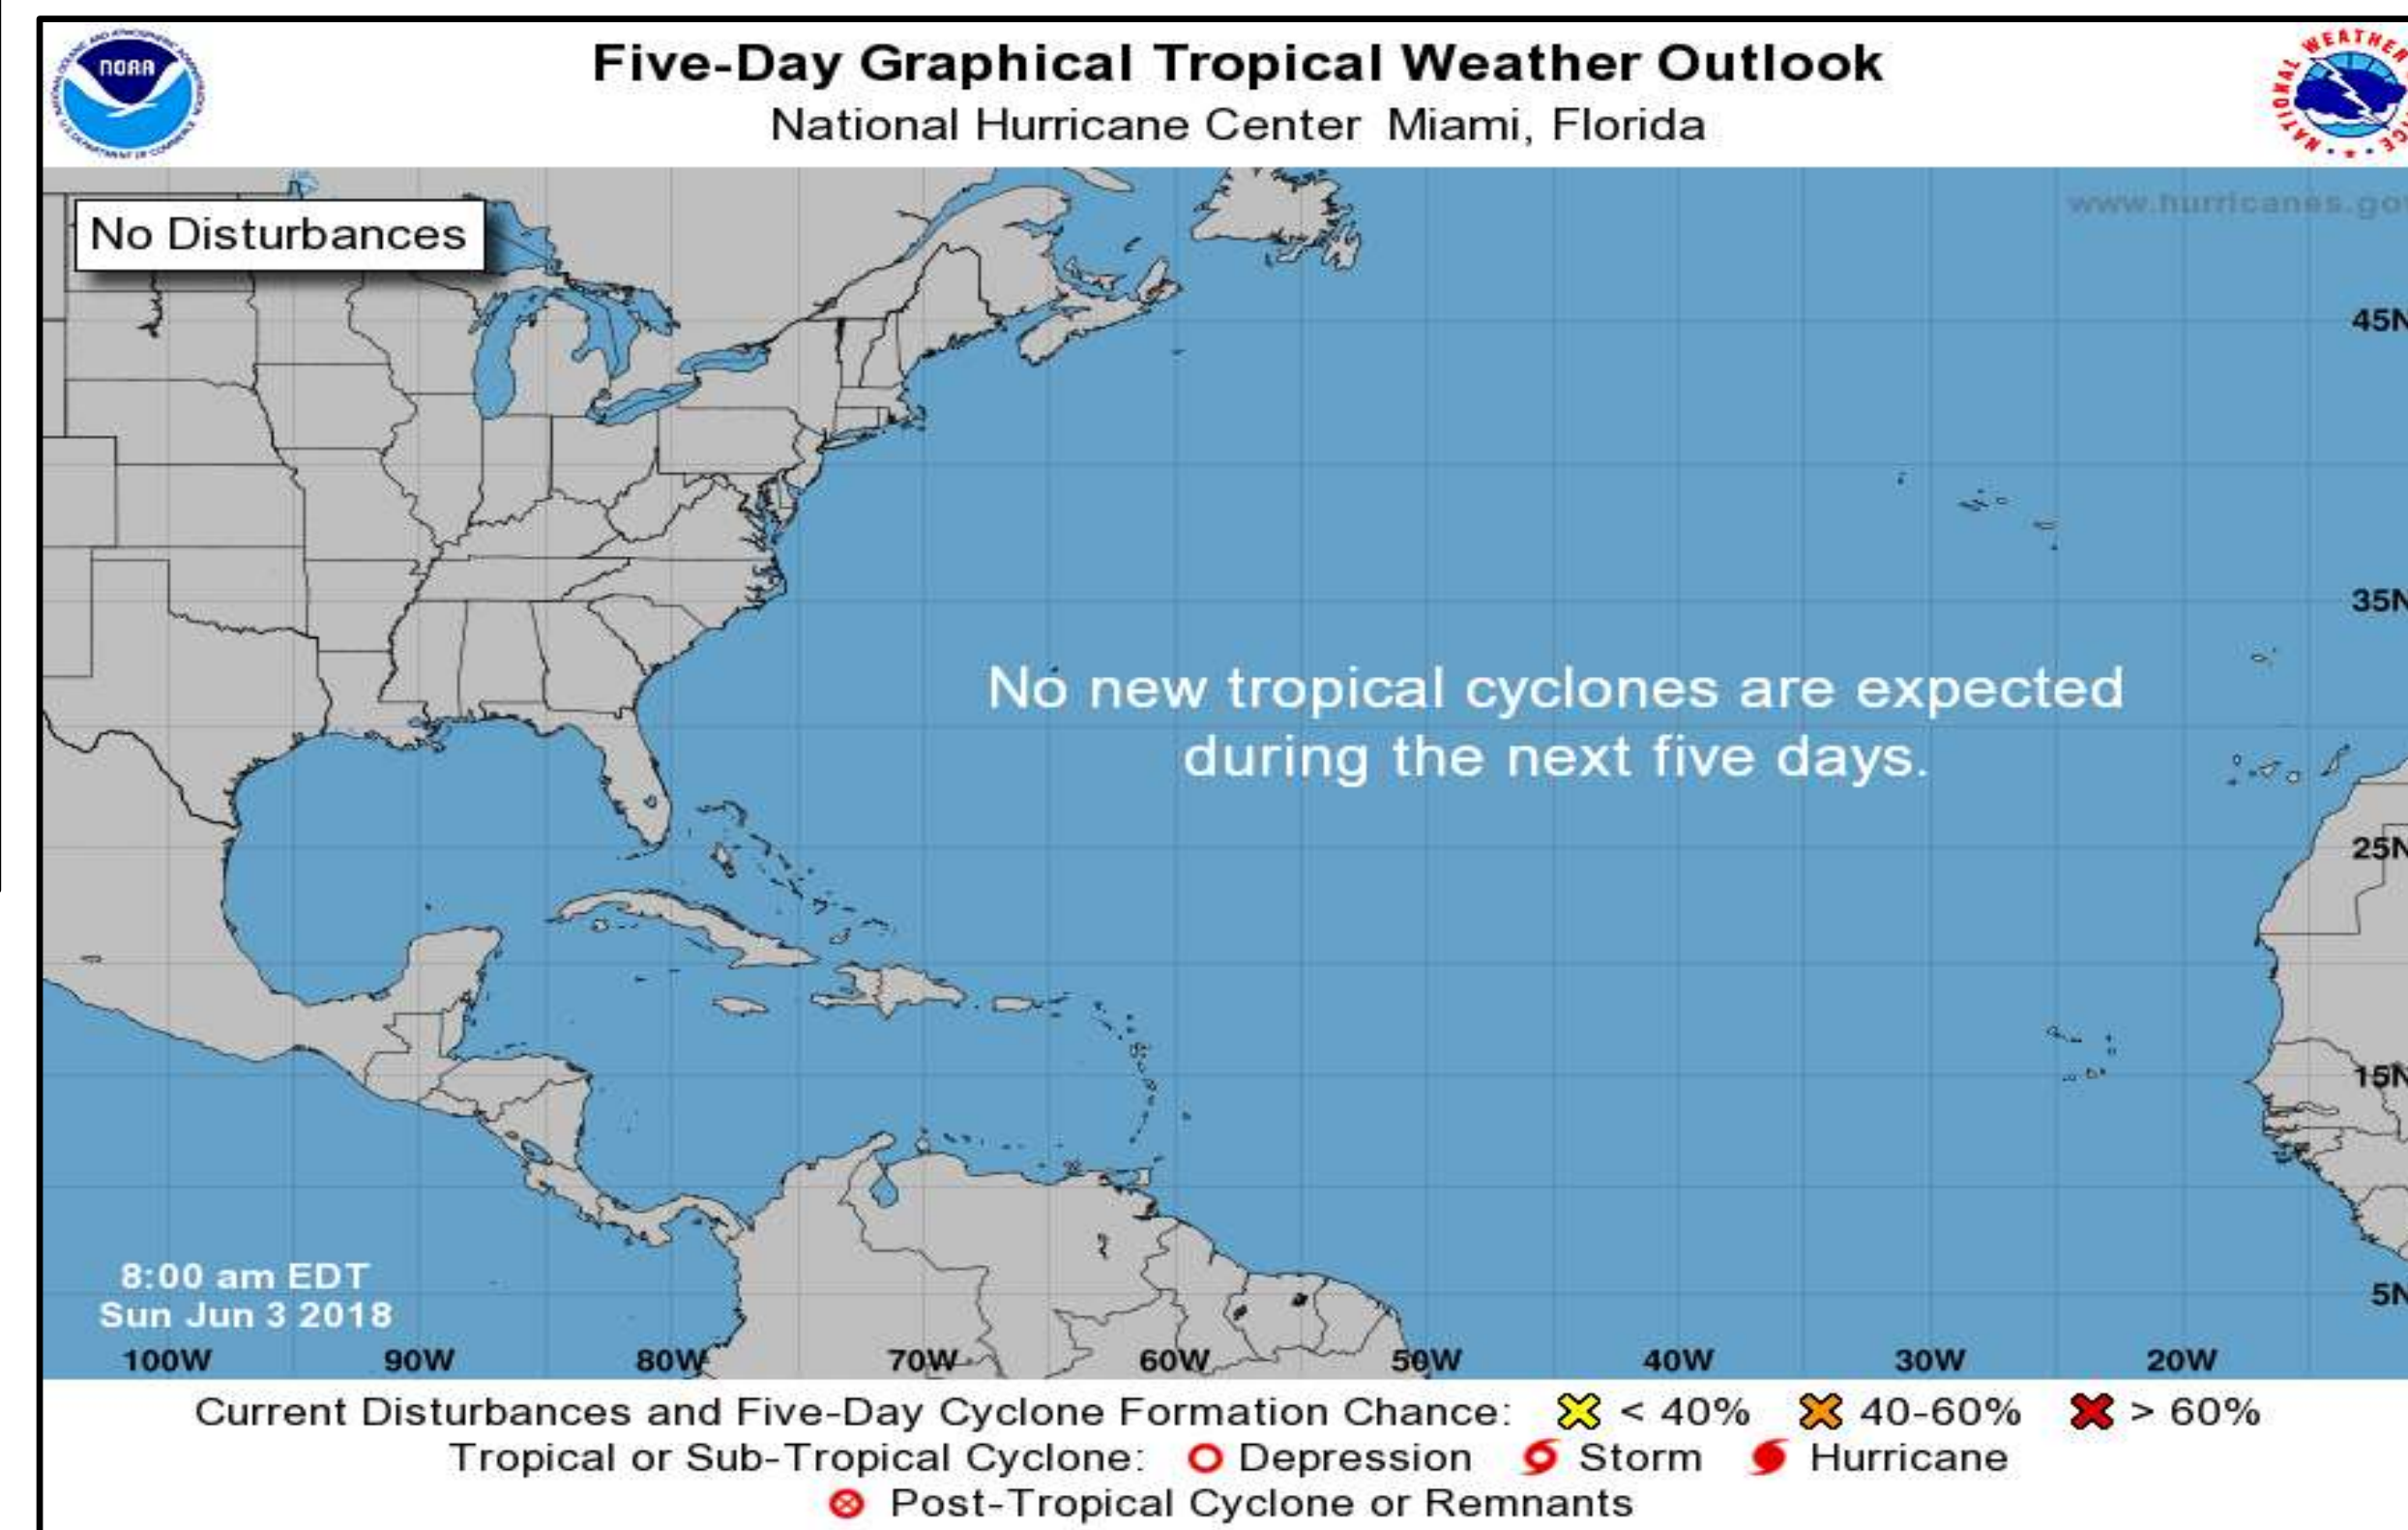 NOAA
Five-Day Graphical Tropical Weather Outlook
National Hurricane Center Miami, Florida
NATIONAL WEATHER
No Disturbances
www.hurricanes.gov
45N
35N
No new tropical cyclones are expected
during the next five days.
25N
15N
8:00 am EDT
Sun Jun 3 2018
5N
100W 90W 80W 70W 60W 50W 40W 30W 20W
Current Disturbances and Five-Day Cyclone Formation Chance: < 40% 40-60% > 60%
Tropical or Sub-Tropical Cyclone: Depression Storm Hurricane
Post-Tropical Cyclone or Remnants